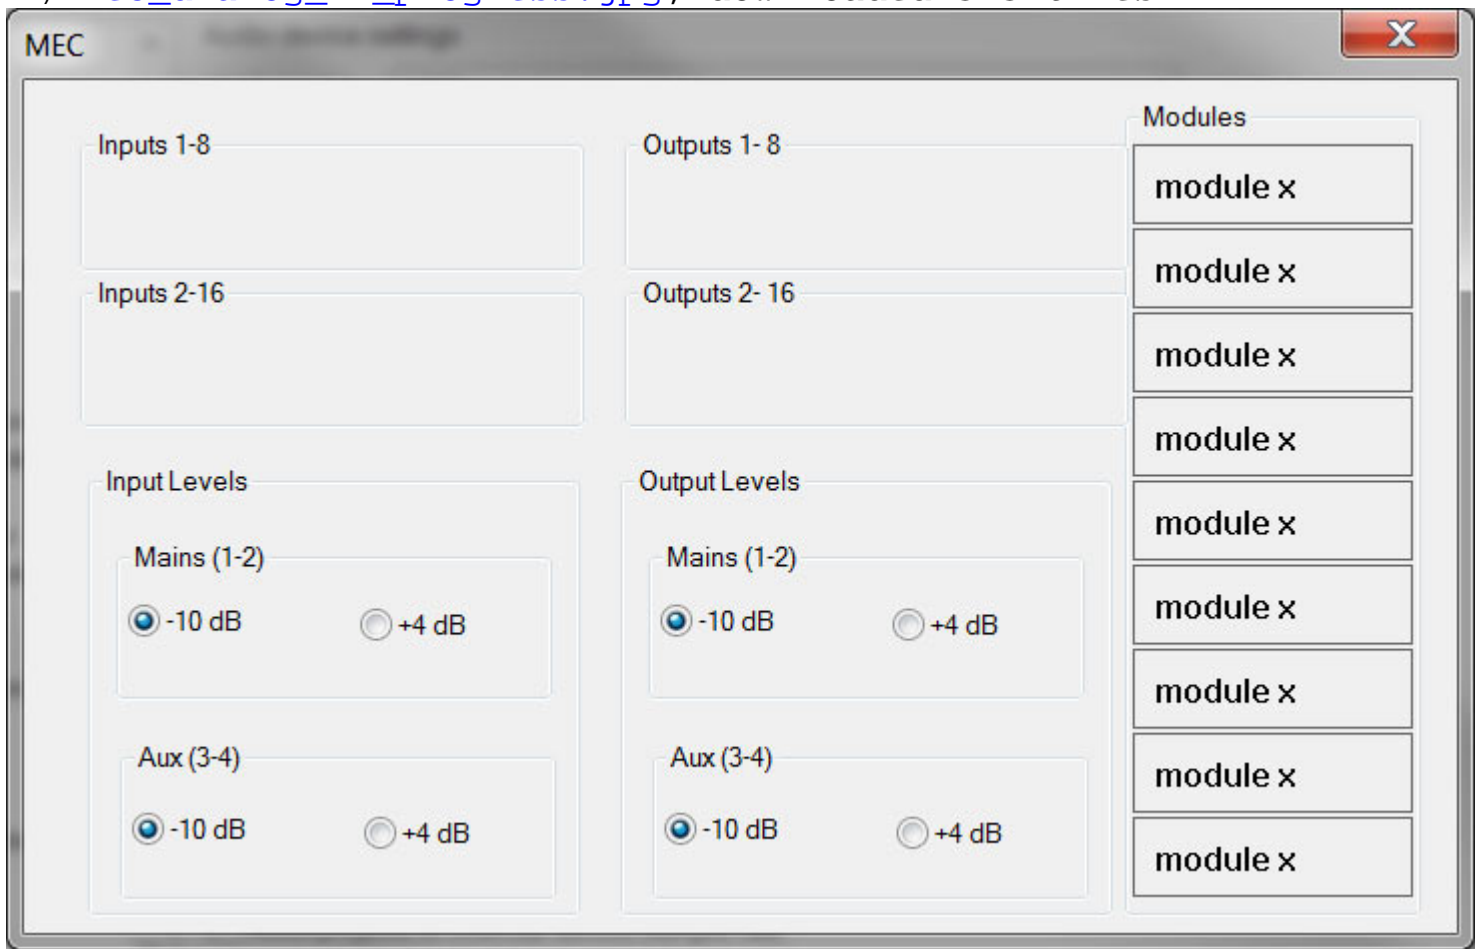 MEC
Modules
Inputs 1-8
Outputs 1- 8
module x
module x
Inputs 2-16
Outputs 2- 16
module x
module x
Input Levels
Output Levels
module x
Mains (1-2)
Mains (1-2)
-10 dB
+4 dB
-10 dB
+4 dB
module x
module x
Aux (3-4)
Aux (3-4)
module x
-10 dB
+4 dB
-10 dB
+4 dB
module x